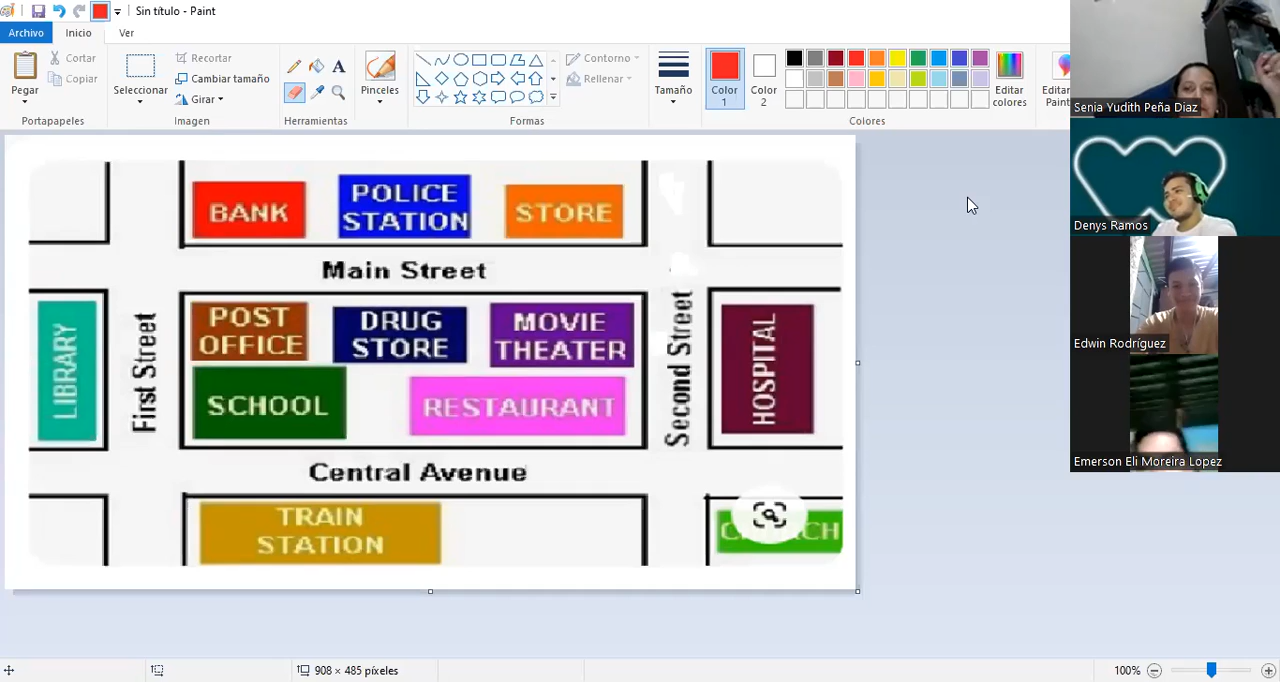 Sin título - Paint
Archivo
Inicio
Ver
Pegar
Cortar
Copiar
Portapapeles
Seleccionar
Recortar
Cambiar tamaño
Girar
Imagen
A
Herramientas
Pinceles
Contorno
Rellenar
Formas
Tamaño
Color 1
Color 2
Editar colores
Colores
Editar
BANK
POLICE STATION
STORE
Main Street
LIBRARY
First Street
POST OFFICE
DRUG STORE
MOVIE THEATER
SCHOOL
RESTAURANT
Second Street
HOSPITAL
Central Avenue
TRAIN STATION
Senia Yudith Peña Diaz
Denys Ramos
Edwin Rodríguez
Emerson Eli Moreira Lopez
908 × 485 píxeles
100%